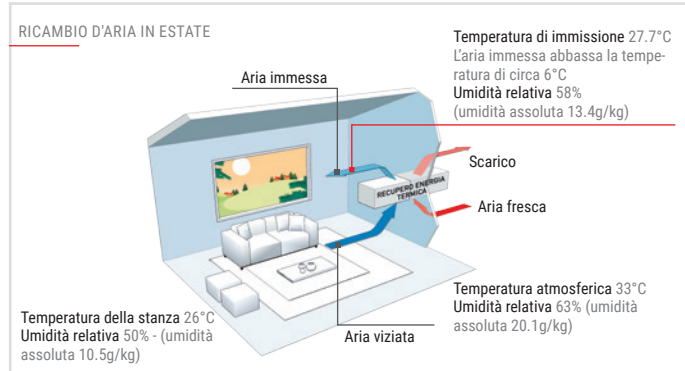 RICAMBIO D'ARIA IN ESTATE
Temperatura di immissione 27.7°C
L'aria immessa abbassa la tempe-
ratura di circa 6°C
Umidità relativa 58%
(umidità assoluta 13.4g/kg)
Aria immessa
Scarico
RECUPERO ENERGIA
TERMICA
Aria fresca
Temperatura atmosferica 33°C
Umidità relativa 63% (umidità
assoluta 20.1g/kg)
Temperatura della stanza 26°C
Umidità relativa 50% - (umidità
assoluta 10.5g/kg)
Aria viziata